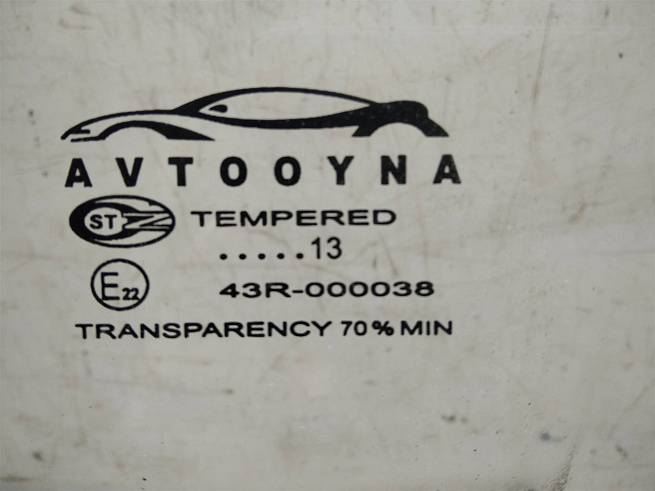 AVTOOYNA
ST TEMPERED
.....13
E22 43R-000038
TRANSPARENCY 70% MIN